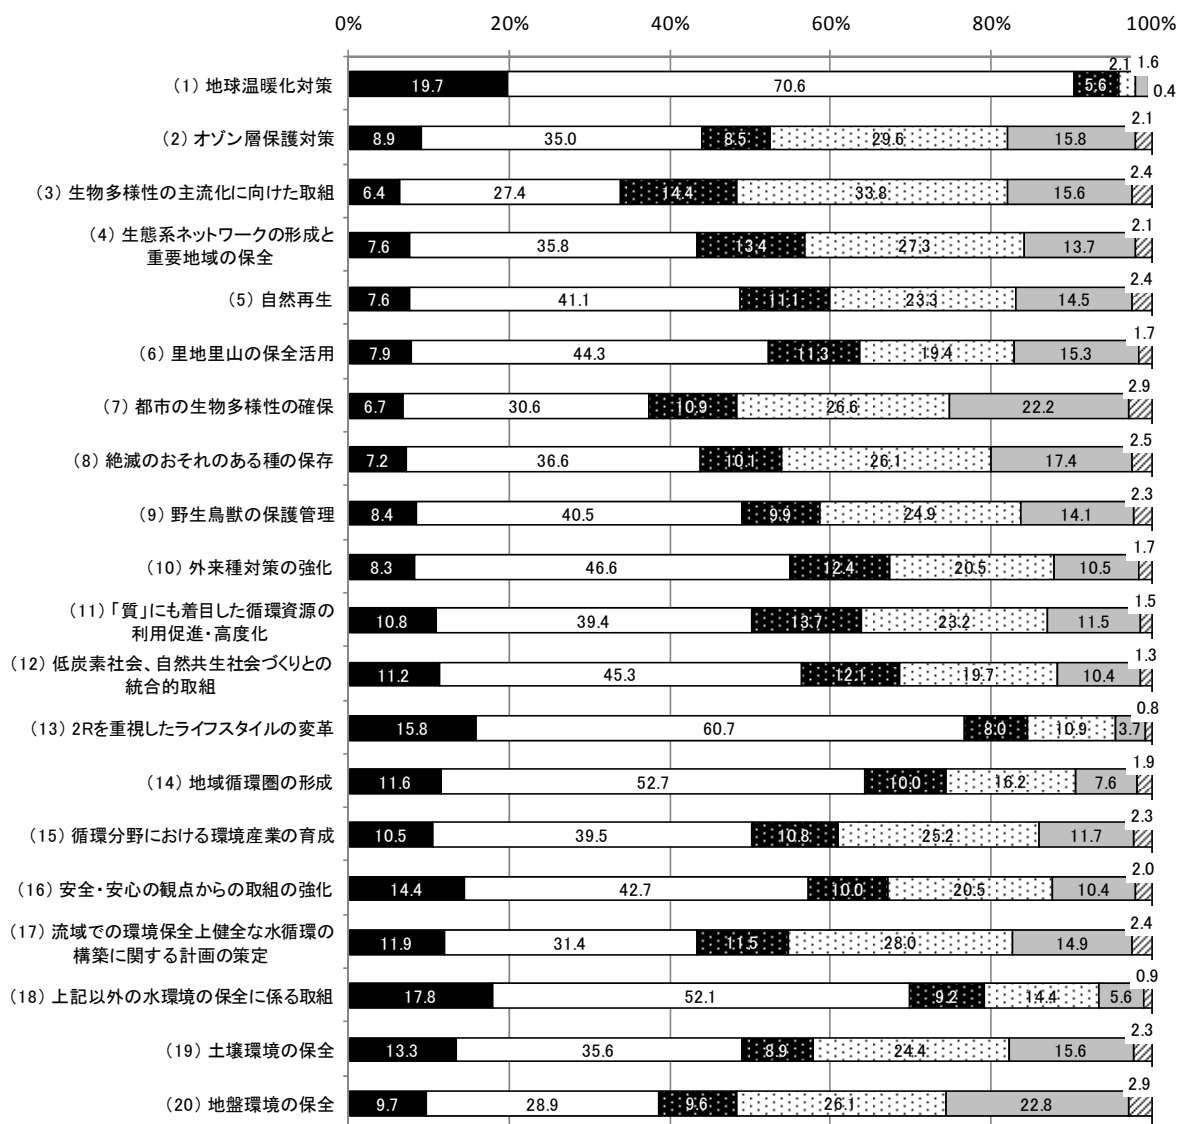 0% 20% 40% 60% 80% 100%
(1) 地球温暖化対策 19.7 70.6 5.6 2.1 1.6 0.4
(2) オゾン層保護対策 8.9 35.0 8.5 29.6 15.8 2.1
(3) 生物多様性の主流化に向けた取組 6.4 27.4 14.4 33.8 15.6 2.4
(4) 生態系ネットワークの形成と
重要地域の保全 7.6 35.8 13.4 27.3 13.7 2.1
(5) 自然再生 7.6 41.1 11.1 23.3 14.5 2.4
(6) 里地里山の保全活用 7.9 44.3 11.3 19.4 15.3 1.7
(7) 都市の生物多様性の確保 6.7 30.6 10.9 26.6 22.2 2.9
(8) 絶滅のおそれのある種の保存 7.2 36.6 10.1 26.1 17.4 2.5
(9) 野生鳥獣の保護管理 8.4 40.5 9.9 24.9 14.1 2.3
(10) 外来種対策の強化 8.3 46.6 12.4 20.5 10.5 1.7
(11) 「質」にも着目した循環資源の
利用促進・高度化 10.8 39.4 13.7 23.2 11.5 1.5
(12) 低炭素社会、自然共生社会づくりとの
統合的取組 11.2 45.3 12.1 19.7 10.4 1.3
(13) 2Rを重視したライフスタイルの変革 15.8 60.7 8.0 10.9 3.7 0.8
(14) 地域循環圏の形成 11.6 52.7 10.0 16.2 7.6 1.9
(15) 循環分野における環境産業の育成 10.5 39.5 10.8 25.2 11.7 2.3
(16) 安全・安心の観点からの取組の強化 14.4 42.7 10.0 20.5 10.4 2.0
(17) 流域での環境保全上健全な水循環の
構築に関する計画の策定 11.9 31.4 11.5 28.0 14.9 2.4
(18) 上記以外の水環境の保全に係る取組 17.8 52.1 9.2 14.4 5.6 0.9
(19) 土壌環境の保全 13.3 35.6 8.9 24.4 15.6 2.3
(20) 地盤環境の保全 9.7 28.9 9.6 26.1 22.8 2.9